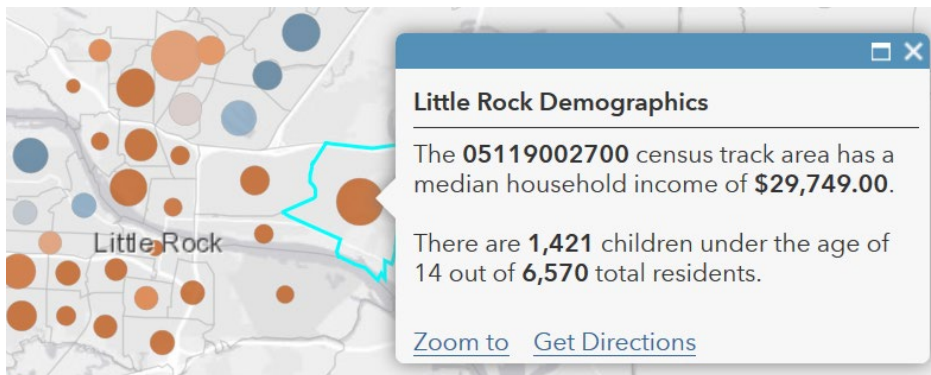 Little Rock
Little Rock Demographics
The 05119002700 census track area has a
median household income of $29,749.00.
There are 1,421 children under the age of
14 out of 6,570 total residents.
Zoom to Get Directions